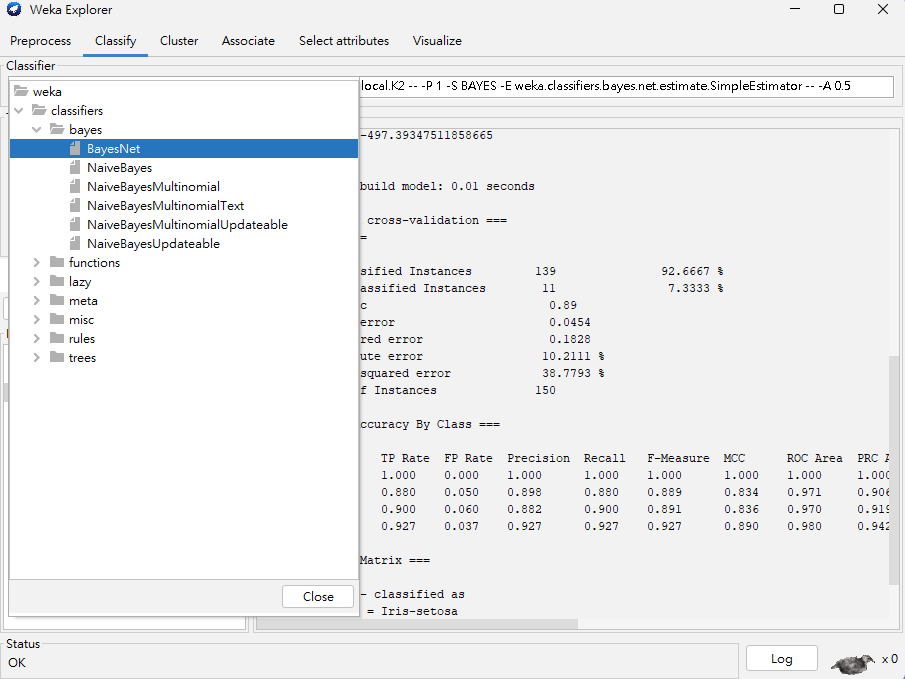 Weka Explorer
Preprocess Classify Cluster Associate Select attributes Visualize
Classifier
local.K2 -- -P 1 -S BAYES -E weka.classifiers.bayes.net.estimate.SimpleEstimator -- -A 0.5
weka
classifiers
bayes
BayesNet
NaiveBayes
NaiveBayesMultinomial
NaiveBayesMultinomialText
NaiveBayesMultinomialUpdateable
NaiveBayesUpdateable
functions
lazy
meta
misc
rules
trees
Close
-497.39347511858665
build model: 0.01 seconds
cross-validation ===
=
sified Instances 139 92.6667 %
assified Instances 11 7.3333 %
c 0.89
error 0.0454
red error 0.1828
ute error 10.2111 %
squared error 38.7793 %
f Instances 150
ccuracy By Class ===
TP Rate FP Rate Precision Recall F-Measure MCC ROC Area PRC
1.000 0.000 1.000 1.000 1.000 1.000 1.000 1.000
0.880 0.050 0.898 0.880 0.889 0.834 0.971 0.906
0.900 0.060 0.882 0.900 0.891 0.836 0.970 0.919
0.927 0.037 0.927 0.927 0.927 0.890 0.980 0.942
Matrix ===
- classified as
= Iris-setosa
Status
OK
Log
x 0